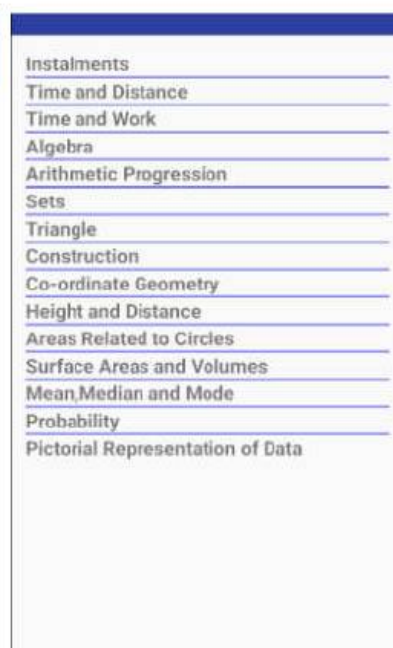 Instalments
Time and Distance
Time and Work
Algebra
Arithmetic Progression
Sets
Triangle
Construction
Co-ordinate Geometry
Height and Distance
Areas Related to Circles
Surface Areas and Volumes
Mean,Median and Mode
Probability
Pictorial Representation of Data